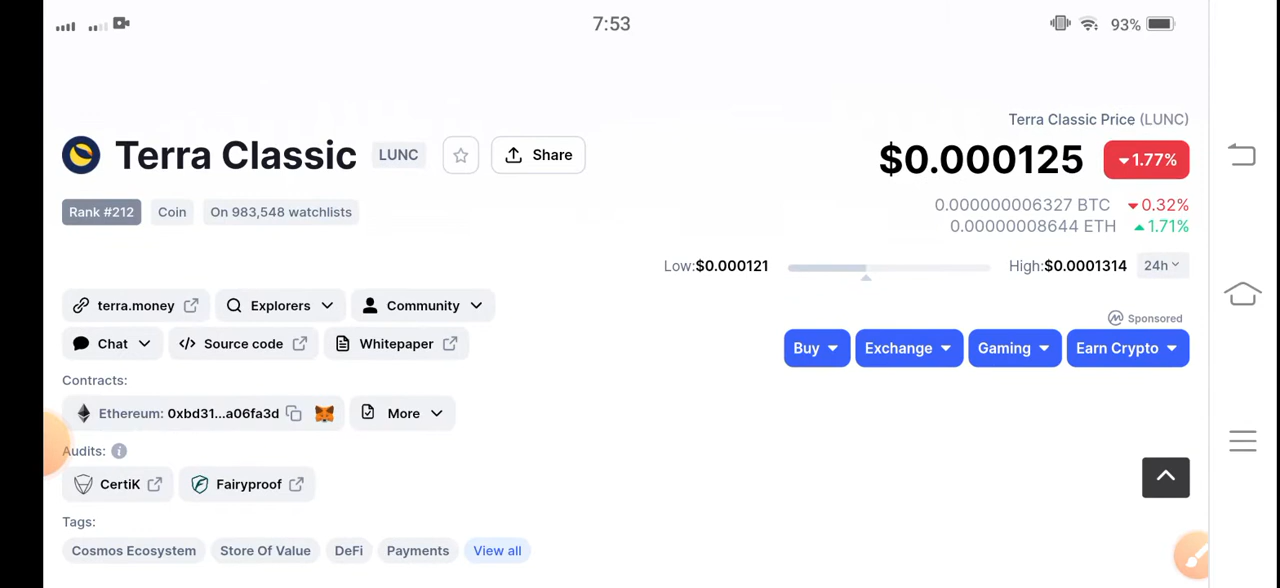 7:53
93%
Terra Classic Price (LUNC)
Terra Classic LUNC Share
$0.000125 1.77%
Rank #212 Coin On 983,548 watchlists
0.000000006327 BTC 0.32%
0.00000008644 ETH 1.71%
Low:$0.000121 High:$0.0001314 24h
terra.money Explorers Community
Sponsored
Chat Source code Whitepaper
Buy Exchange Gaming Earn Crypto
Contracts:
Ethereum: 0xbd31...a06fa3d More
Audits:
CertiK Fairyproof
Tags:
Cosmos Ecosystem Store Of Value DeFi Payments View all